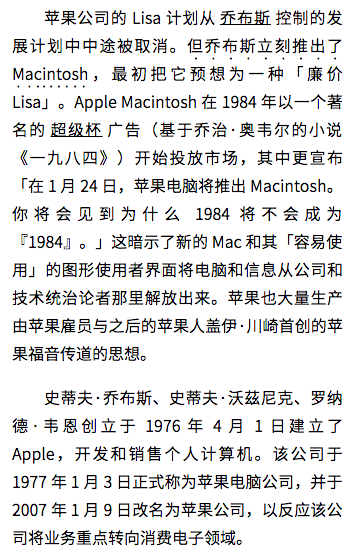 苹果公司的 Lisa 计划从 乔布斯 控制的发
展计划中中途被取消。但乔布斯立刻推出了
Macintosh，最初把它预想为一种「廉价
Lisa」。Apple Macintosh 在 1984 年以一个著
名的 超级杯 广告（基于乔治·奥韦尔的小说
《一九八四》）开始投放市场，其中更宣布
「在 1 月 24 日，苹果电脑将推出 Macintosh。
你将会见到为什么 1984 将不会成为
『1984』。」这暗示了新的 Mac 和其「容易使
用」的图形使用者界面将电脑和信息从公司和
技术统治论者那里解放出来。苹果也大量生产
由苹果雇员与之后的苹果人盖伊·川崎首创的苹
果福音传道的思想。
史蒂夫·乔布斯、史蒂夫·沃兹尼克、罗纳
德·韦恩创立于 1976 年 4 月 1 日建立了
Apple，开发和销售个人计算机。该公司于
1977 年 1 月 3 日正式称为苹果电脑公司，并于
2007 年 1 月 9 日改名为苹果公司，以反应该公
司将业务重点转向消费电子领域。